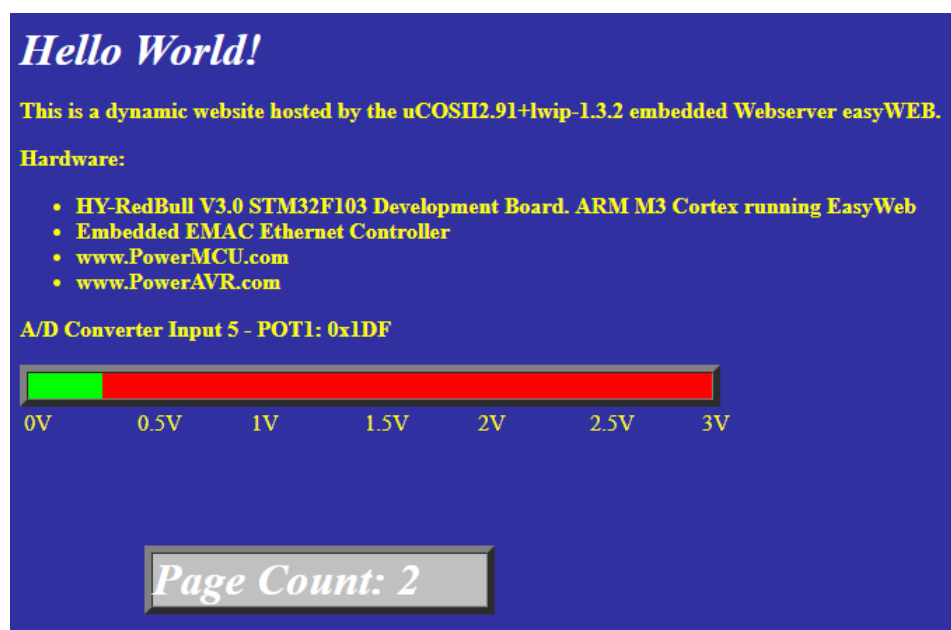 Hello World!
This is a dynamic website hosted by the uCOSII2.91+lwip-1.3.2 embedded Webserver easyWEB.
Hardware:
• HY-RedBull V3.0 STM32F103 Development Board. ARM M3 Cortex running EasyWeb
• Embedded EMAC Ethernet Controller
• www.PowerMCU.com
• www.PowerAVR.com
A/D Converter Input 5 - POT1: 0x1DF
0V 0.5V 1V 1.5V 2V 2.5V 3V
Page Count: 2